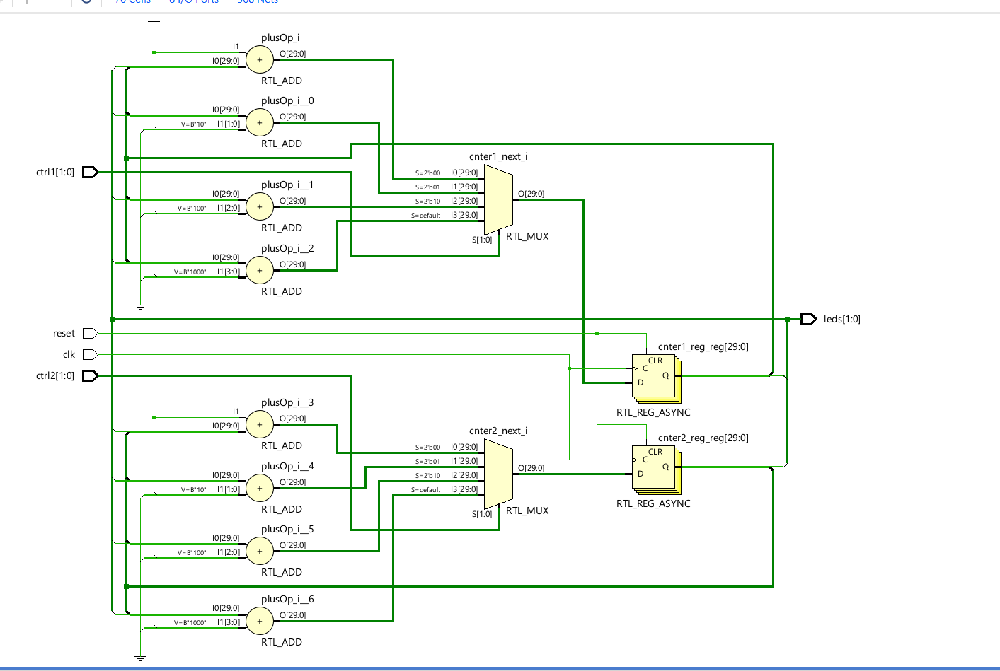 70 Cells 8 I/O Ports 368 Nets
plusOp_i
I1
O[29:0]
I0[29:0]
+
RTL_ADD
plusOp_i__0
I0[29:0]
O[29:0]
V=B"10" I1[1:0]
+
RTL_ADD
cnter1_next_i
ctrl1[1:0]
S=2'b00 I0[29:0]
S=2'b01 I1[29:0]
S=2'b10 I2[29:0]
S=default I3[29:0]
O[29:0]
S[1:0]
RTL_MUX
plusOp_i__1
I0[29:0]
O[29:0]
V=B"100" I1[2:0]
+
RTL_ADD
plusOp_i__2
I0[29:0]
O[29:0]
V=B"1000" I1[3:0]
+
RTL_ADD
leds[1:0]
reset
clk
ctrl2[1:0]
cnter1_reg_reg[29:0]
CLR
C
Q
D
RTL_REG_ASYNC
plusOp_i__3
I1
O[29:0]
I0[29:0]
+
RTL_ADD
cnter2_next_i
S=2'b00 I0[29:0]
S=2'b01 I1[29:0]
S=2'b10 I2[29:0]
S=default I3[29:0]
O[29:0]
S[1:0]
RTL_MUX
cnter2_reg_reg[29:0]
CLR
C
Q
D
RTL_REG_ASYNC
plusOp_i__4
I0[29:0]
O[29:0]
V=B"10" I1[1:0]
+
RTL_ADD
plusOp_i__5
I0[29:0]
O[29:0]
V=B"100" I1[2:0]
+
RTL_ADD
plusOp_i__6
I0[29:0]
O[29:0]
V=B"1000" I1[3:0]
+
RTL_ADD